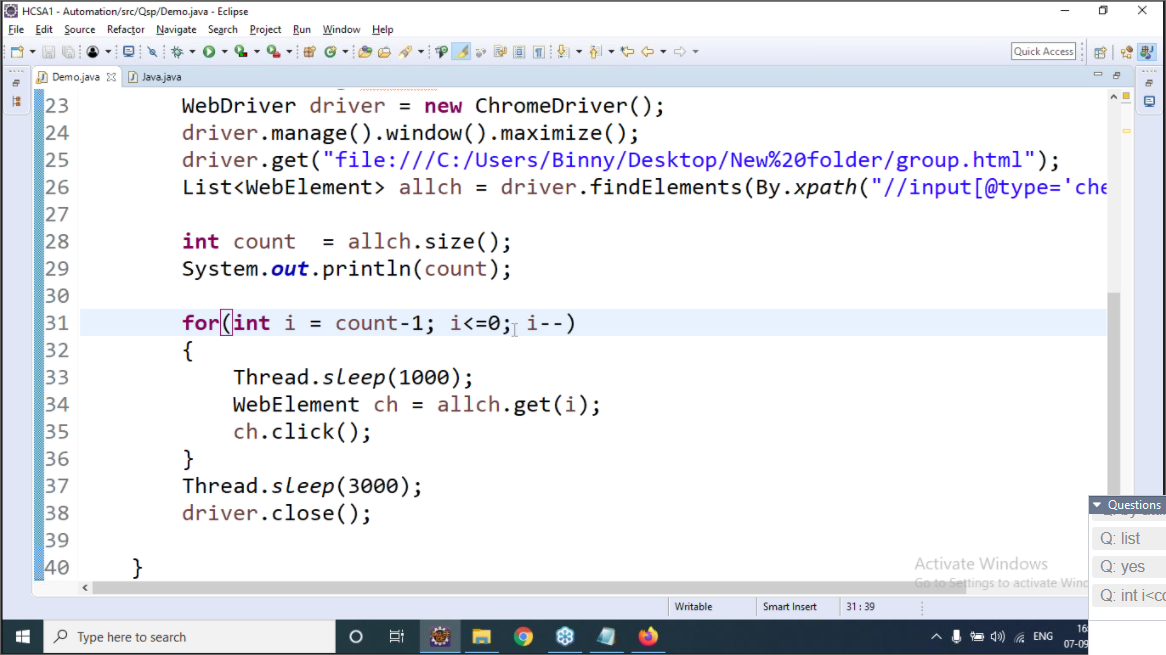 HCSA1 - Automation/src/Qsp/Demo.java - Eclipse
File Edit Source Refactor Navigate Search Project Run Window Help
Quick Access
Demo.java Java.java
23 WebDriver driver = new ChromeDriver();
24 driver.manage().window().maximize();
25 driver.get("file:///C:/Users/Binny/Desktop/New%20folder/group.html");
26 List<WebElement> allch = driver.findElements(By.xpath("//input[@type='che
27
28 int count = allch.size();
29 System.out.println(count);
30
31 for(int i = count-1; i<=0; i--)
32 {
33 Thread.sleep(1000);
34 WebElement ch = allch.get(i);
35 ch.click();
36 }
37 Thread.sleep(3000);
38 driver.close();
39
40 }
Questions
Q: list
Q: yes
Q: int i<co
Activate Windows
Go to Settings to activate Wind
Writable Smart Insert 31 : 39
Type here to search
ENG
16:
07-09